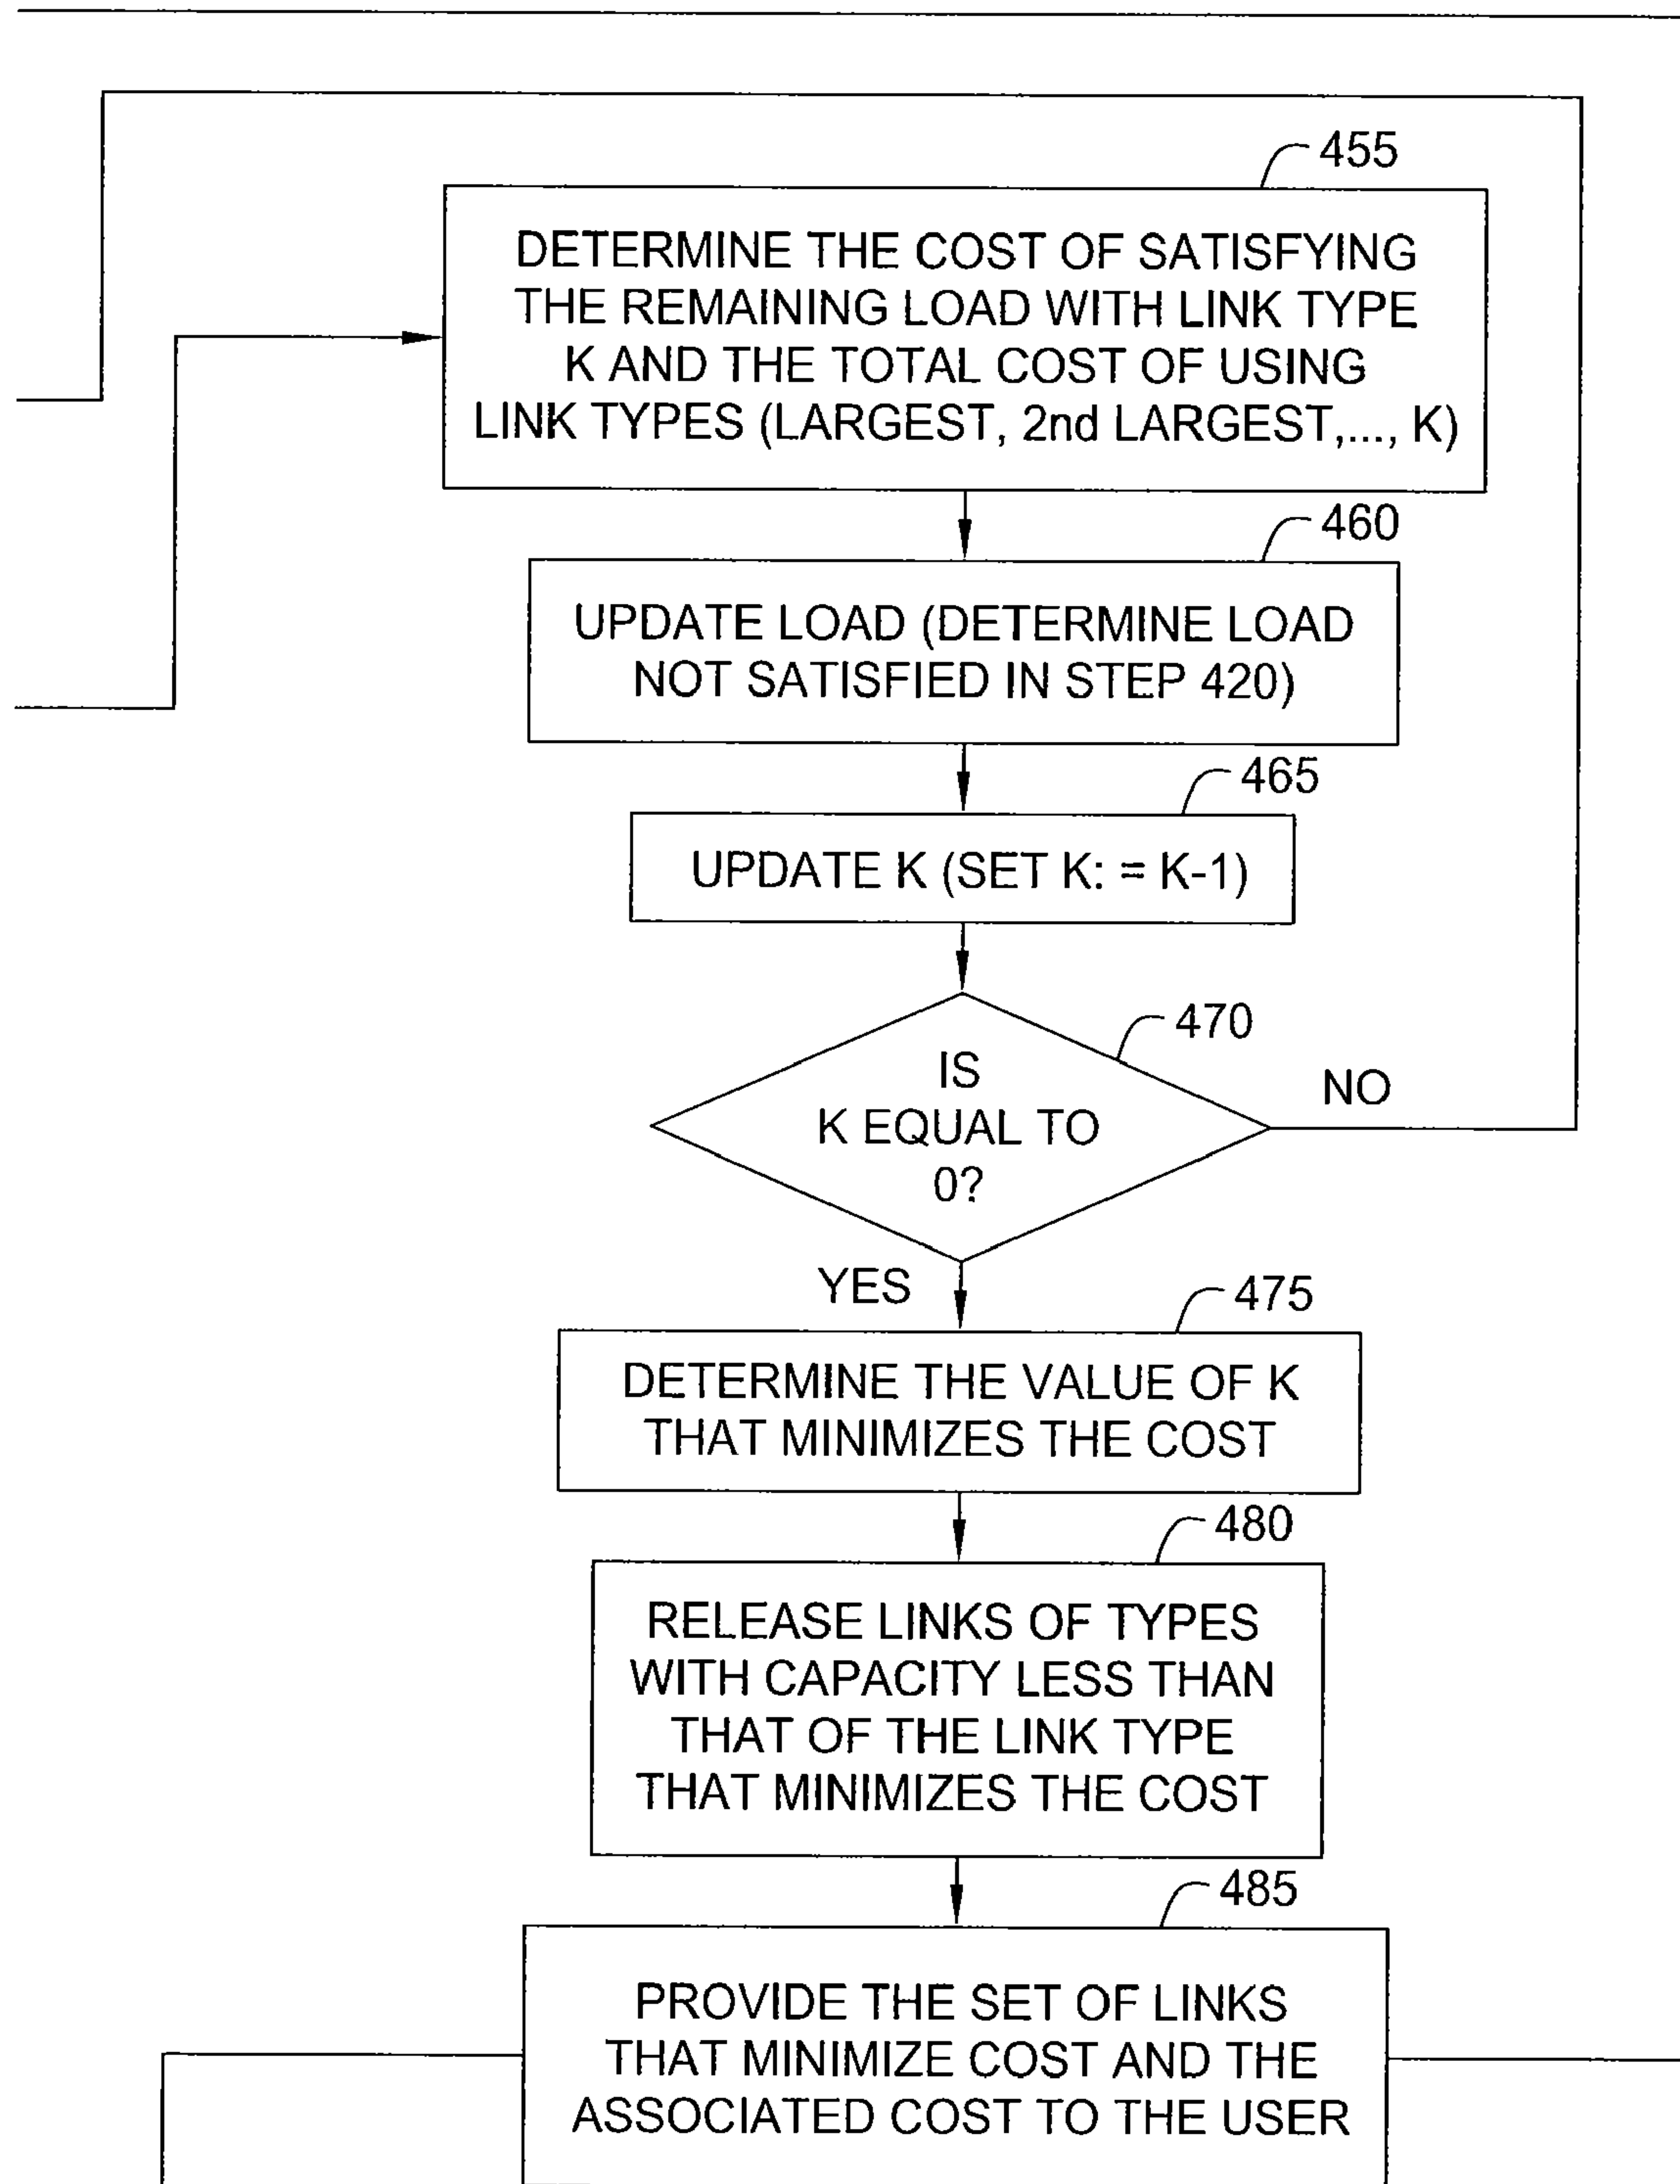 455
DETERMINE THE COST OF SATISFYING
THE REMAINING LOAD WITH LINK TYPE
K AND THE TOTAL COST OF USING
LINK TYPES (LARGEST, 2nd LARGEST,..., K)
460
UPDATE LOAD (DETERMINE LOAD
NOT SATISFIED IN STEP 420)
465
UPDATE K (SET K: = K-1)
470
IS
K EQUAL TO
0?
NO
YES
475
DETERMINE THE VALUE OF K
THAT MINIMIZES THE COST
480
RELEASE LINKS OF TYPES
WITH CAPACITY LESS THAN
THAT OF THE LINK TYPE
THAT MINIMIZES THE COST
485
PROVIDE THE SET OF LINKS
THAT MINIMIZE COST AND THE
ASSOCIATED COST TO THE USER